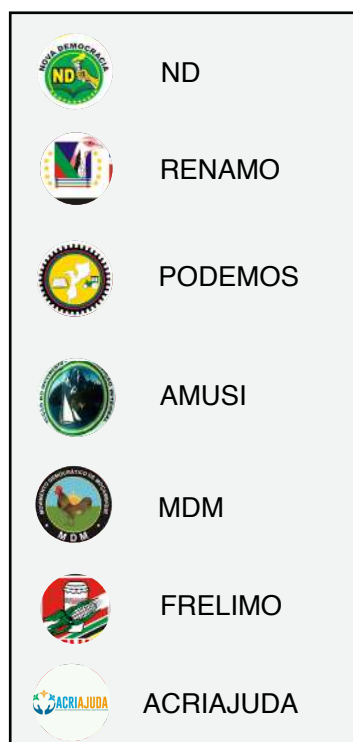 NOVA DEMOCRACIA
ND
ND
RENAMO
PODEMOS
AMUSI
MOVIMENTO DEMOCRÁTICO DE MOÇAMBIQUE
MDM
MDM
FRELIMO
ACRIAJUDA
ACRIAJUDA